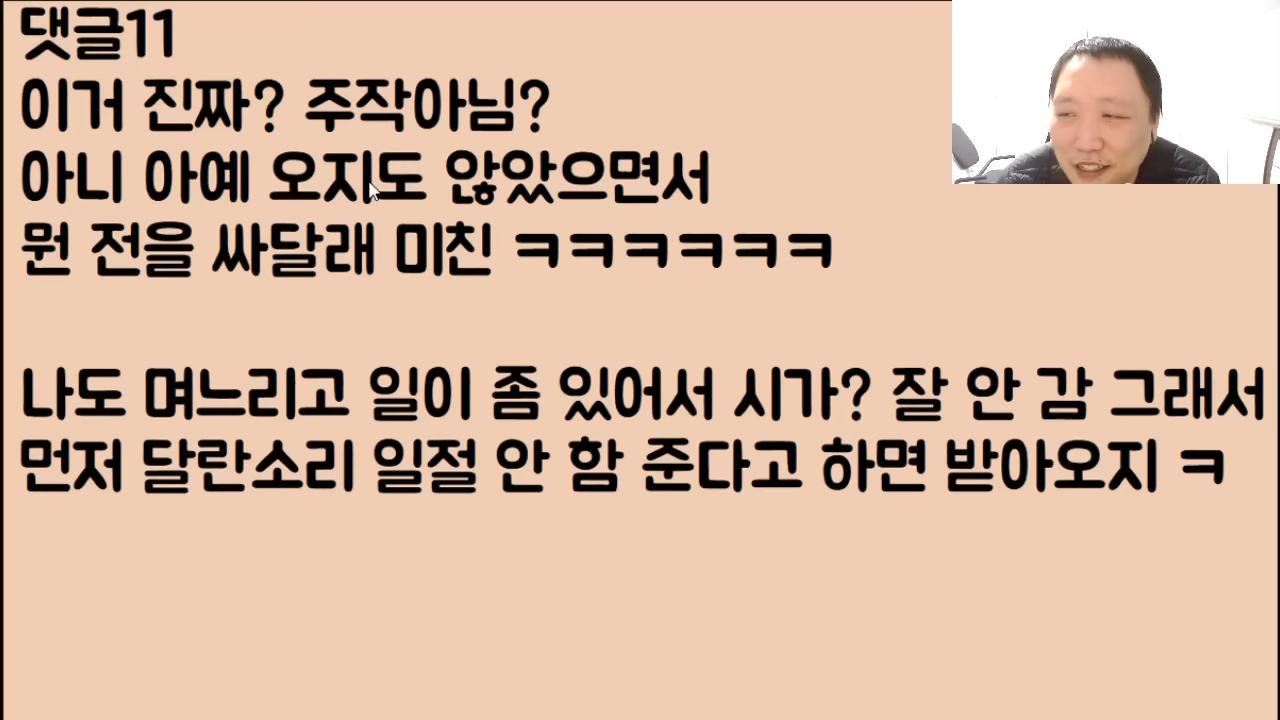 댓글11
이거 진짜? 주작아님?
아니 아예 오지도 않았으면서
뭔 전을 싸달래 미친 ㅋㅋㅋㅋㅋㅋ
나도 며느리고 일이 좀 있어서 시가? 잘 안 감 그래서
먼저 달란소리 일절 안 함 준다고 하면 받아오지 ㅋ